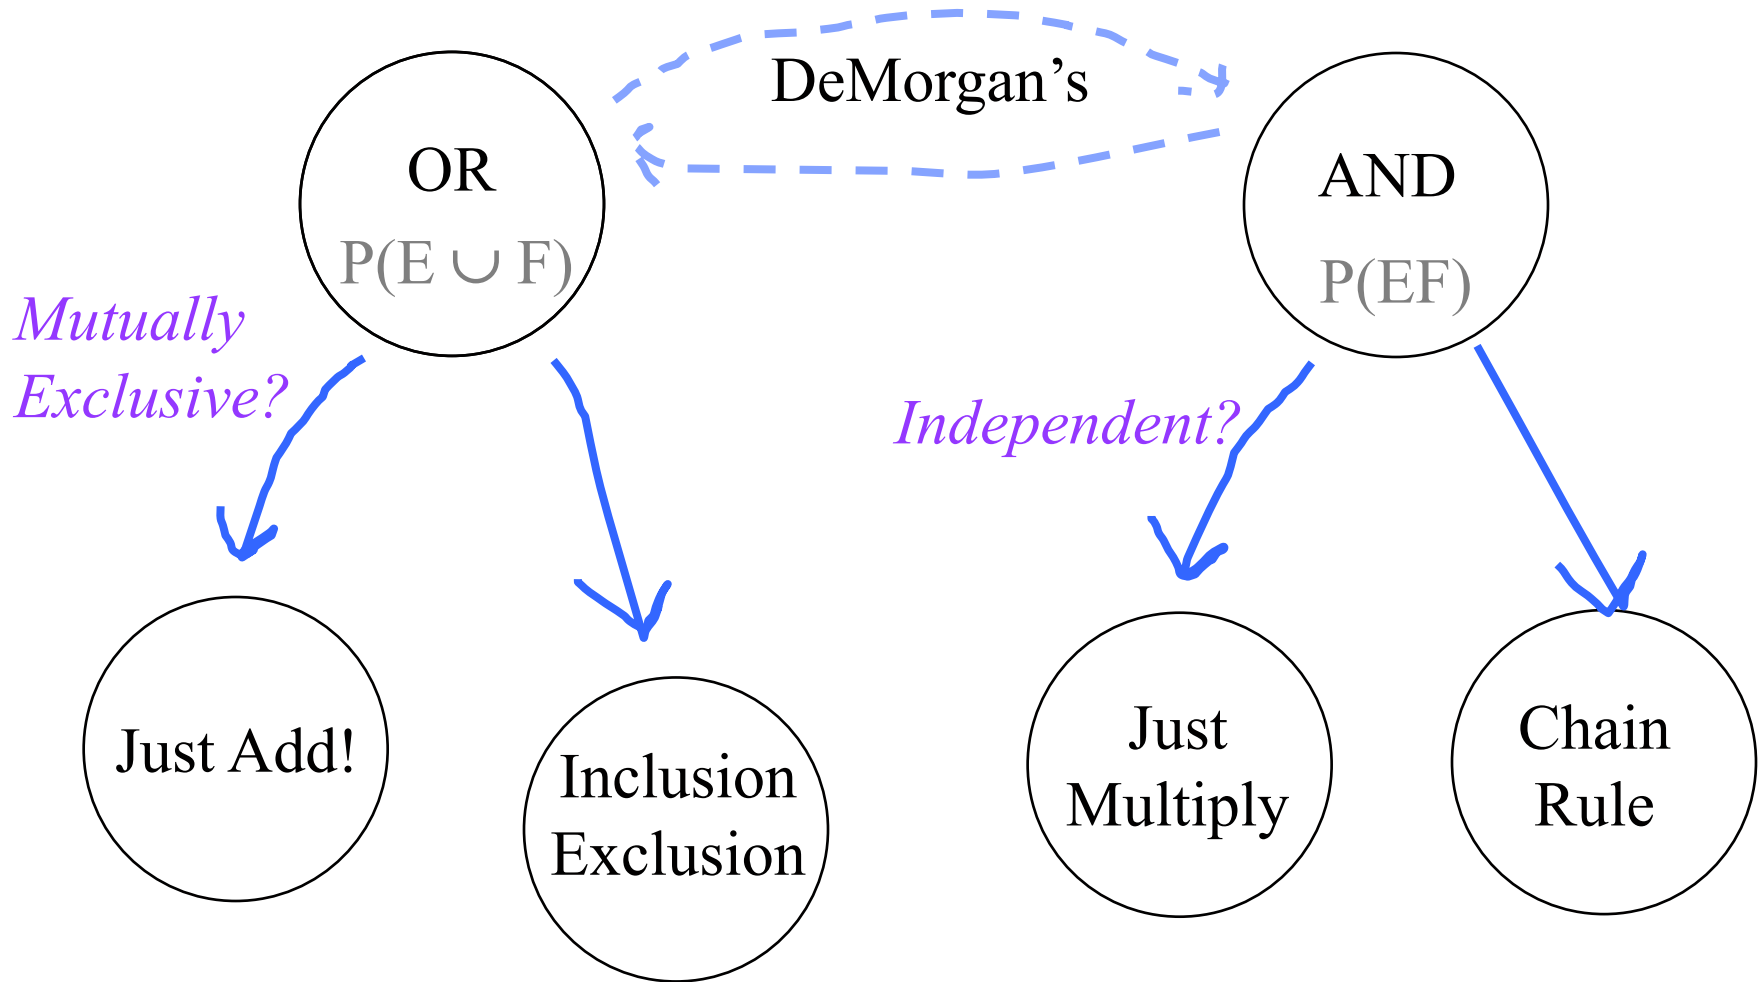 DeMorgan’s
OR
P(E ∪ F)
AND
P(EF)
Mutually
Exclusive?
Independent?
Just Add!
Inclusion
Exclusion
Just
Multiply
Chain
Rule